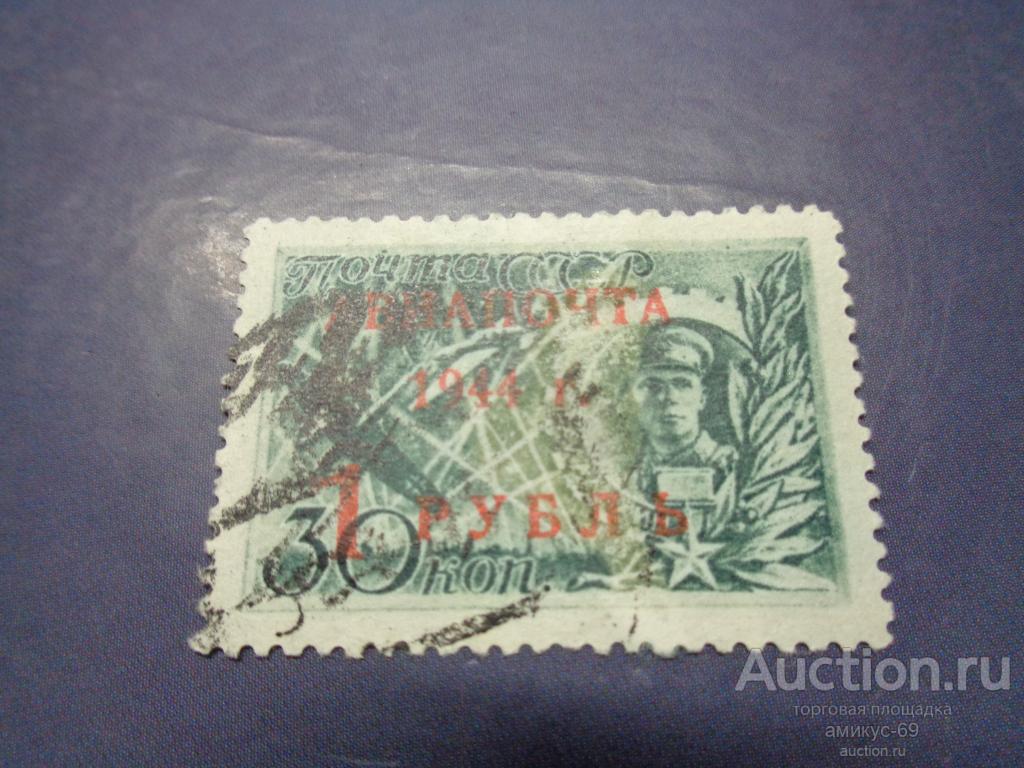 Почта СССР
АВИАПОЧТА
1944 г.
1 РУБЛЬ
30 коп.
Auction.ru
торговая площадка
амикус-69
auction.ru